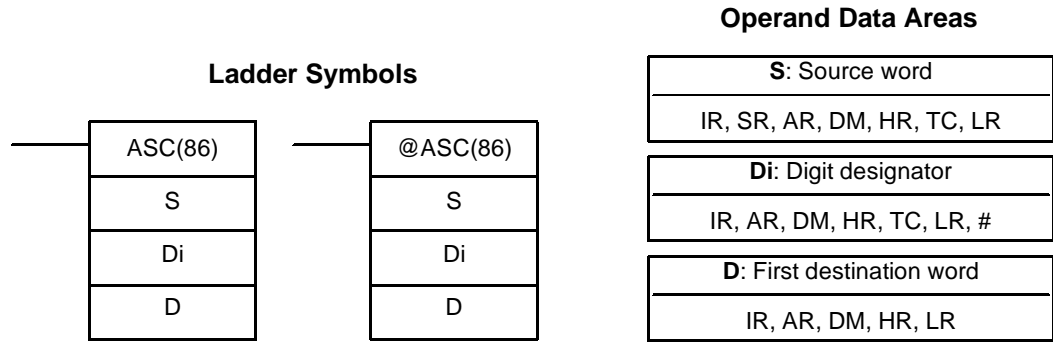 Ladder Symbols
ASC(86)
S
Di
D
@ASC(86)
S
Di
D
Operand Data Areas
S: Source word
IR, SR, AR, DM, HR, TC, LR
Di: Digit designator
IR, AR, DM, HR, TC, LR, #
D: First destination word
IR, AR, DM, HR, LR